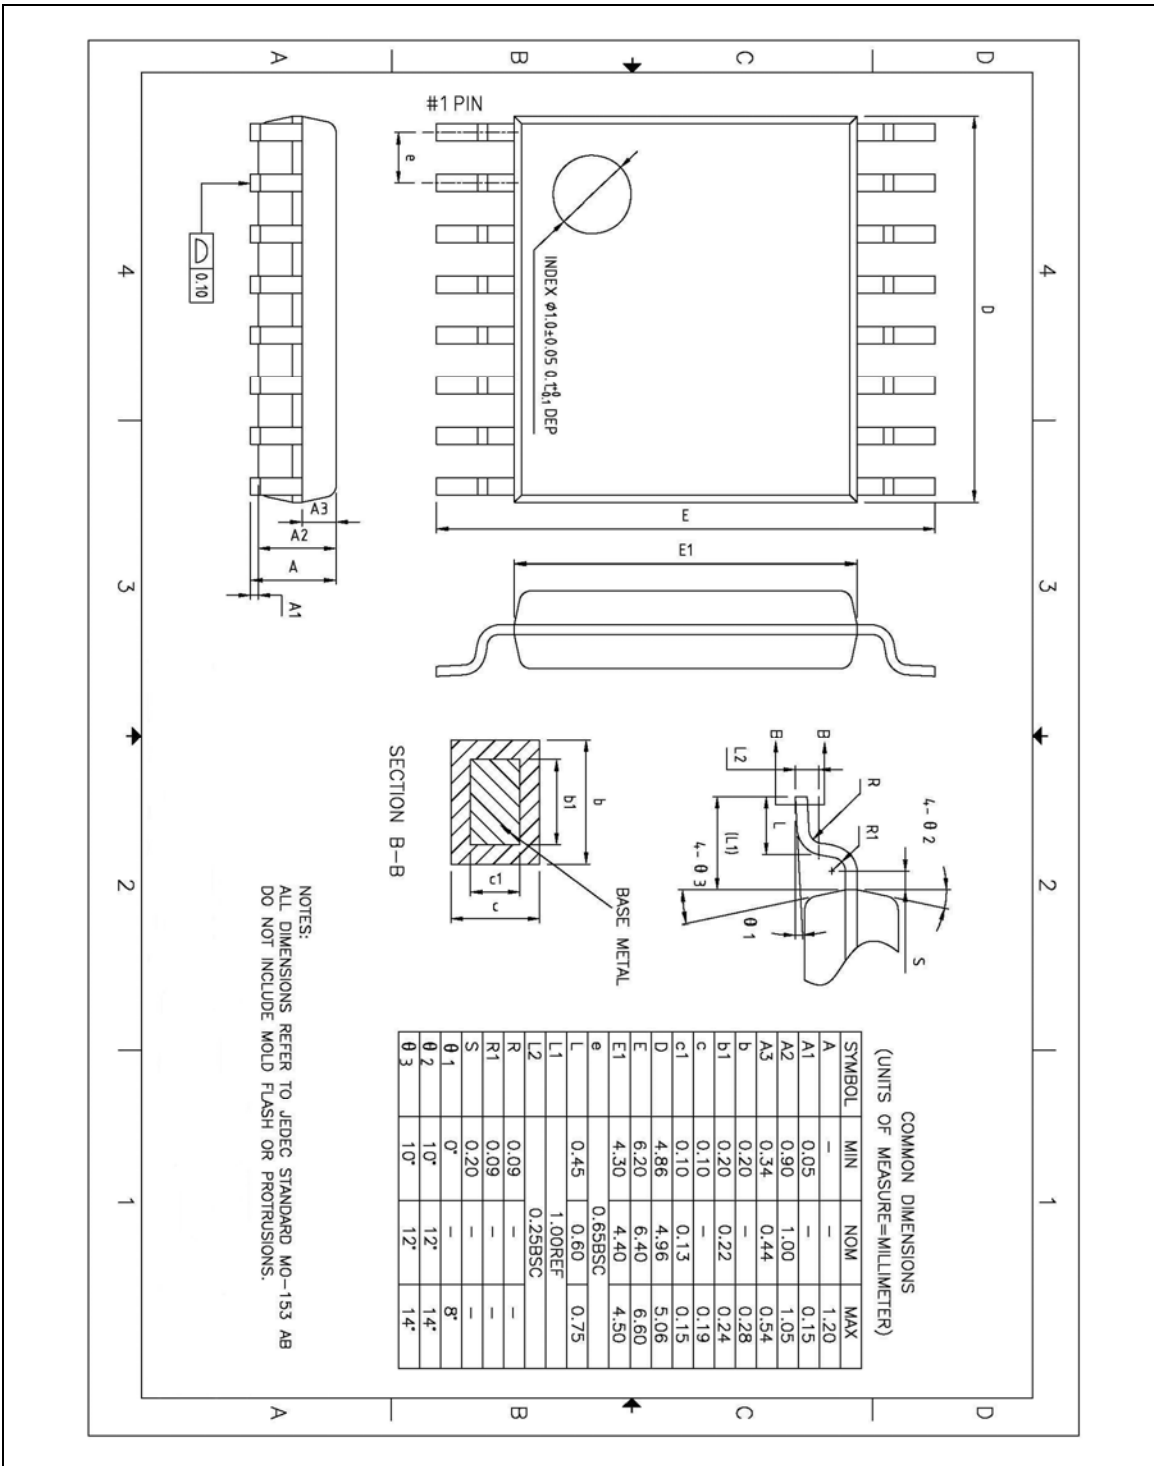 A B C D
#1 PIN
e
0.10
INDEX Ø1.0±0.05 0.1+0-0.1 DEP
D
E
E1
A3
A2
A
A1
4 4
3 3
B B
L2
L
(L1)
R
R1
4-θ2
4-θ3
θ1
S
b
b1
c1
c
BASE METAL
SECTION B-B
2 2
COMMON DIMENSIONS
(UNITS OF MEASURE=MILLIMETER)
SYMBOL MIN NOM MAX
A – – 1.20
A1 0.05 – 0.15
A2 0.90 1.00 1.05
A3 0.34 0.44 0.54
b 0.20 – 0.28
b1 0.20 0.22 0.24
c 0.10 – 0.19
c1 0.10 0.13 0.15
D 4.86 4.96 5.06
E 6.20 6.40 6.60
E1 4.30 4.40 4.50
e 0.65BSC
L 0.45 0.60 0.75
L1 1.00REF
L2 0.25BSC
R 0.09 – –
R1 0.09 – –
S 0.20 – –
θ1 0° – 8°
θ2 10° 12° 14°
θ3 10° 12° 14°
NOTES:
ALL DIMENSIONS REFER TO JEDEC STANDARD MO-153 AB
DO NOT INCLUDE MOLD FLASH OR PROTRUSIONS.
1 1
A B C D